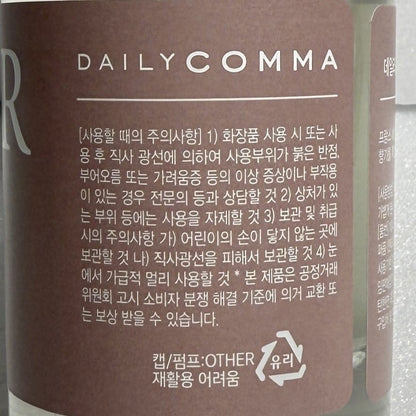 R
DAILYCOMMA
[사용할 때의 주의사항] 1) 화장품 사용 시 또는 사
용 후 직사 광선에 의하여 사용부위가 붉은 반점,
부어오름 또는 가려움증 등의 이상 증상이나 부작용
이 있는 경우 전문의 등과 상담할 것 2) 상처가 있
는 부위 등에는 사용을 자제할 것 3) 보관 및 취급
시의 주의사항 가) 어린이의 손이 닿지 않는 곳에
보관할 것 나) 직사광선을 피해서 보관할 것 4) 눈
에서 가급적 멀리 사용할 것 * 본 제품은 공정거래
위원회 고시 소비자 분쟁 해결 기준에 의거 교환 또
는 보상 받을 수 있습니다.
캡/펌프:OTHER
재활용 어려움
유리